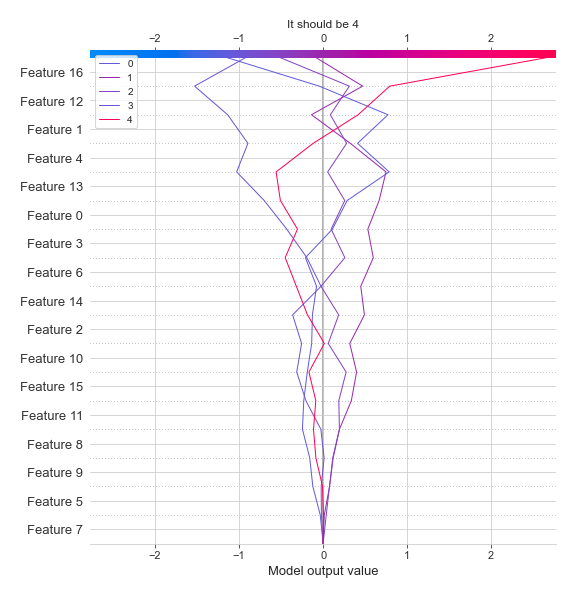 It should be 4
−2 −1 0 1 2
0
1
2
3
4
Feature 16
Feature 12
Feature 1
Feature 4
Feature 13
Feature 0
Feature 3
Feature 6
Feature 14
Feature 2
Feature 10
Feature 15
Feature 11
Feature 8
Feature 9
Feature 5
Feature 7
−2 −1 0 1 2
Model output value